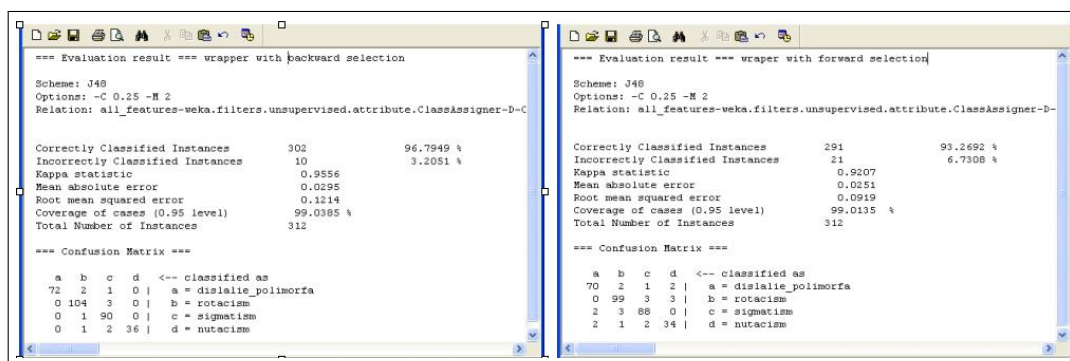 === Evaluation result === wrapper with backward selection
Scheme: J48
Options: -C 0.25 -M 2
Relation: all_features-weka.filters.unsupervised.attribute.ClassAssigner-D-C
Correctly Classified Instances 302 96.7949 %
Incorrectly Classified Instances 10 3.2051 %
Kappa statistic 0.9556
Mean absolute error 0.0295
Root mean squared error 0.1214
Coverage of cases (0.95 level) 99.0385 %
Total Number of Instances 312
=== Confusion Matrix ===
a b c d <-- classified as
72 2 1 0 | a = dislalie_polimorfa
0 104 3 0 | b = rotacism
0 1 90 0 | c = sigmatism
0 1 2 36 | d = nutacism
=== Evaluation result === wraper with forward selection
Scheme: J48
Options: -C 0.25 -M 2
Relation: all_features-weka.filters.unsupervised.attribute.ClassAssigner-D-
Correctly Classified Instances 291 93.2692 %
Incorrectly Classified Instances 21 6.7308 %
Kappa statistic 0.9207
Mean absolute error 0.0251
Root mean squared error 0.0919
Coverage of cases (0.95 level) 99.0135 %
Total Number of Instances 312
=== Confusion Matrix ===
a b c d <-- classified as
70 2 1 2 | a = dislalie_polimorfa
0 99 3 3 | b = rotacism
2 3 88 0 | c = sigmatism
2 1 2 34 | d = nutacism